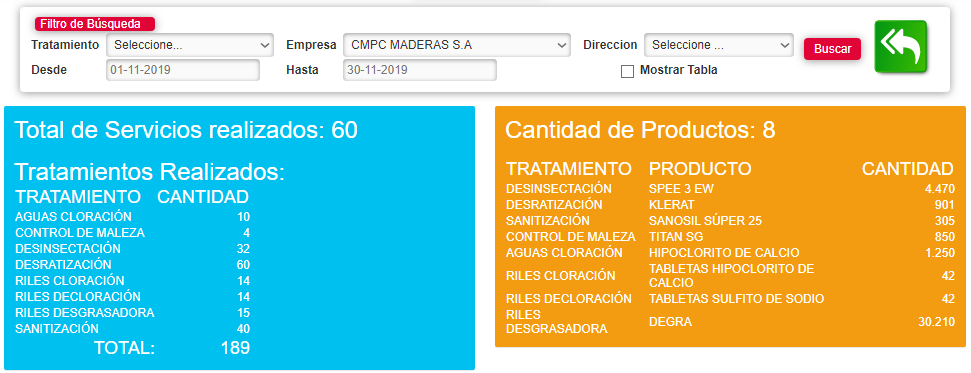 Filtro de Búsqueda
Tratamiento Seleccione... Empresa CMPC MADERAS S.A Direccion Seleccione ... Buscar
Desde 01-11-2019 Hasta 30-11-2019 Mostrar Tabla
Total de Servicios realizados: 60
Tratamientos Realizados:
TRATAMIENTO CANTIDAD
AGUAS CLORACIÓN 10
CONTROL DE MALEZA 4
DESINSECTACIÓN 32
DESRATIZACIÓN 60
RILES CLORACIÓN 14
RILES DECLORACIÓN 14
RILES DESGRASADORA 15
SANITIZACIÓN 40
TOTAL: 189
Cantidad de Productos: 8
TRATAMIENTO PRODUCTO CANTIDAD
DESINSECTACIÓN SPEE 3 EW 4.470
DESRATIZACIÓN KLERAT 901
SANITIZACIÓN SANOSIL SÚPER 25 305
CONTROL DE MALEZA TITAN SG 850
AGUAS CLORACIÓN HIPOCLORITO DE CALCIO 1.250
RILES CLORACIÓN TABLETAS HIPOCLORITO DE
CALCIO 42
RILES DECLORACIÓN TABLETAS SULFITO DE SODIO 42
RILES
DESGRASADORA DEGRA 30.210